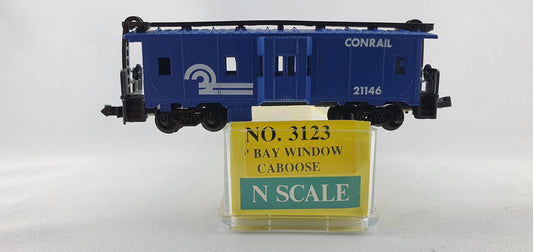 CONRAIL
21146
NO. 3123
' BAY WINDOW
CABOOSE
N SCALE